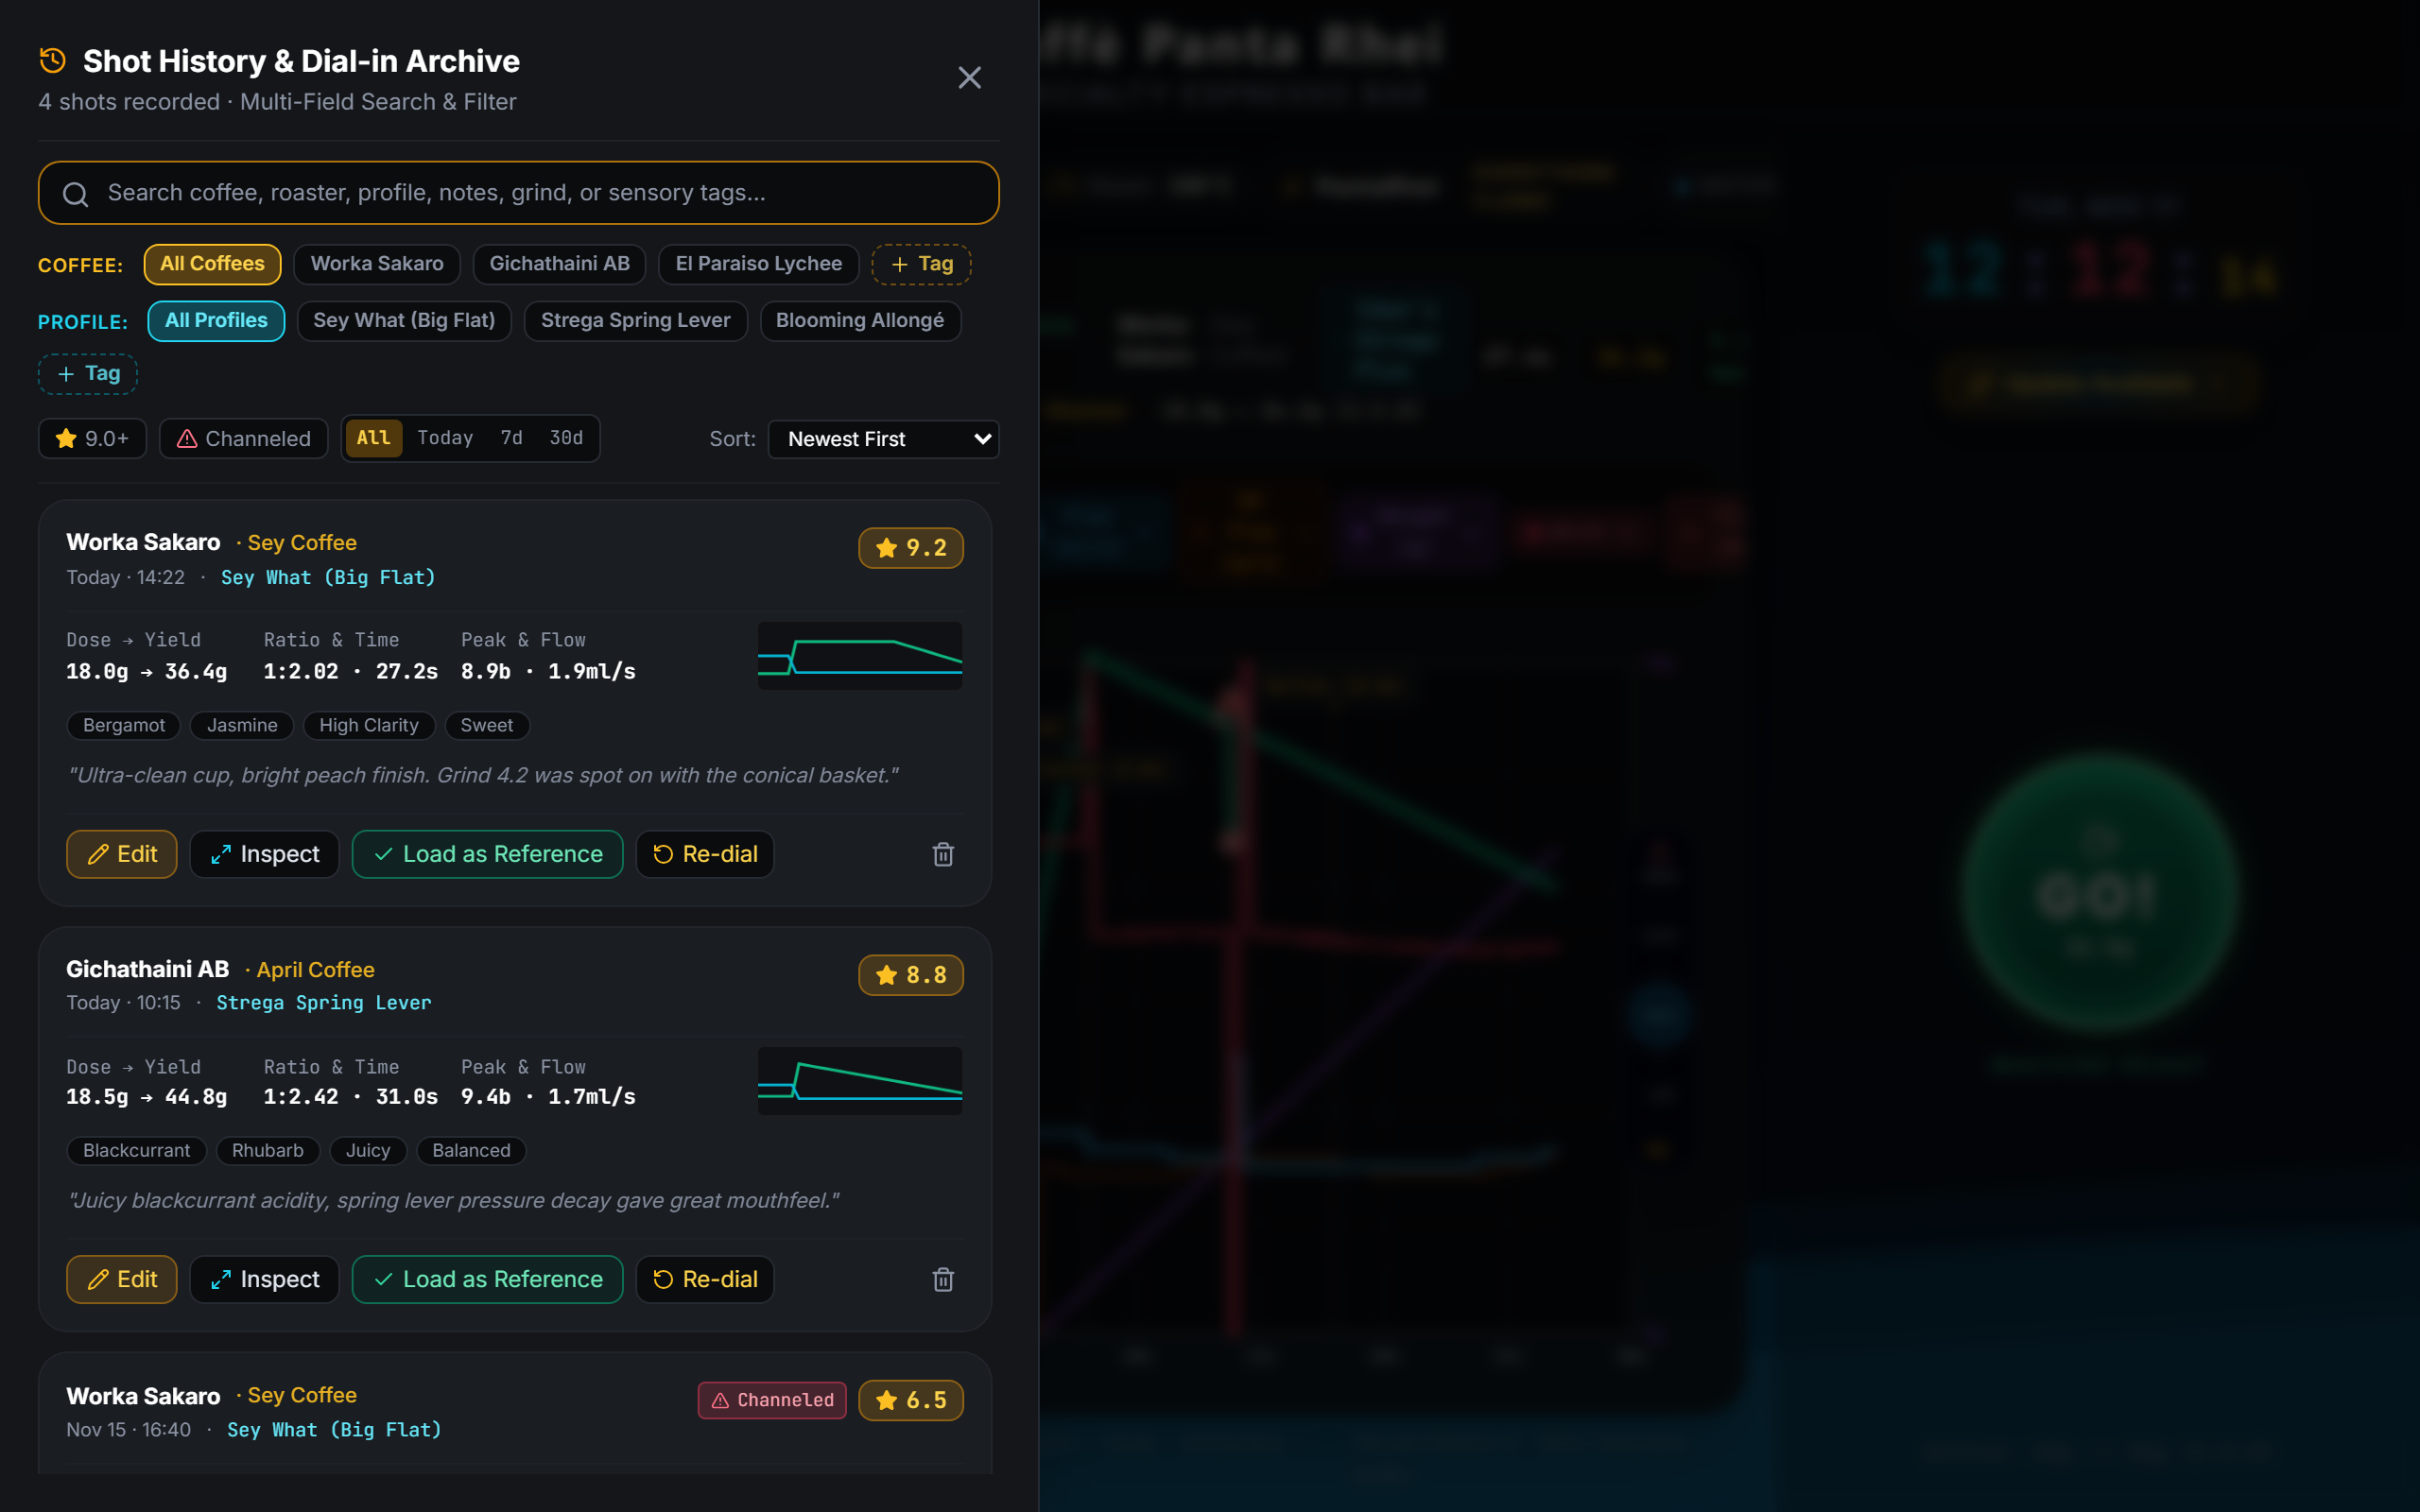 Shot History & Dial-in Archive
4 shots recorded · Multi-Field Search & Filter
Search coffee, roaster, profile, notes, grind, or sensory tags...
COFFEE: All Coffees Worka Sakaro Gichathaini AB El Paraiso Lychee + Tag
PROFILE: All Profiles Sey What (Big Flat) Strega Spring Lever Blooming Allongé
+ Tag
9.0+ Channeled All Today 7d 30d Sort: Newest First
Worka Sakaro · Sey Coffee 9.2
Today · 14:22 · Sey What (Big Flat)
Dose → Yield Ratio & Time Peak & Flow
18.0g → 36.4g 1:2.02 · 27.2s 8.9b · 1.9ml/s
Bergamot Jasmine High Clarity Sweet
"Ultra-clean cup, bright peach finish. Grind 4.2 was spot on with the conical basket."
Edit Inspect Load as Reference Re-dial
Gichathaini AB · April Coffee 8.8
Today · 10:15 · Strega Spring Lever
Dose → Yield Ratio & Time Peak & Flow
18.5g → 44.8g 1:2.42 · 31.0s 9.4b · 1.7ml/s
Blackcurrant Rhubarb Juicy Balanced
"Juicy blackcurrant acidity, spring lever pressure decay gave great mouthfeel."
Edit Inspect Load as Reference Re-dial
Worka Sakaro · Sey Coffee Channeled 6.5
Nov 15 · 16:40 · Sey What (Big Flat)
ffè Panta Rhei
12 : 12 : 14
GO!